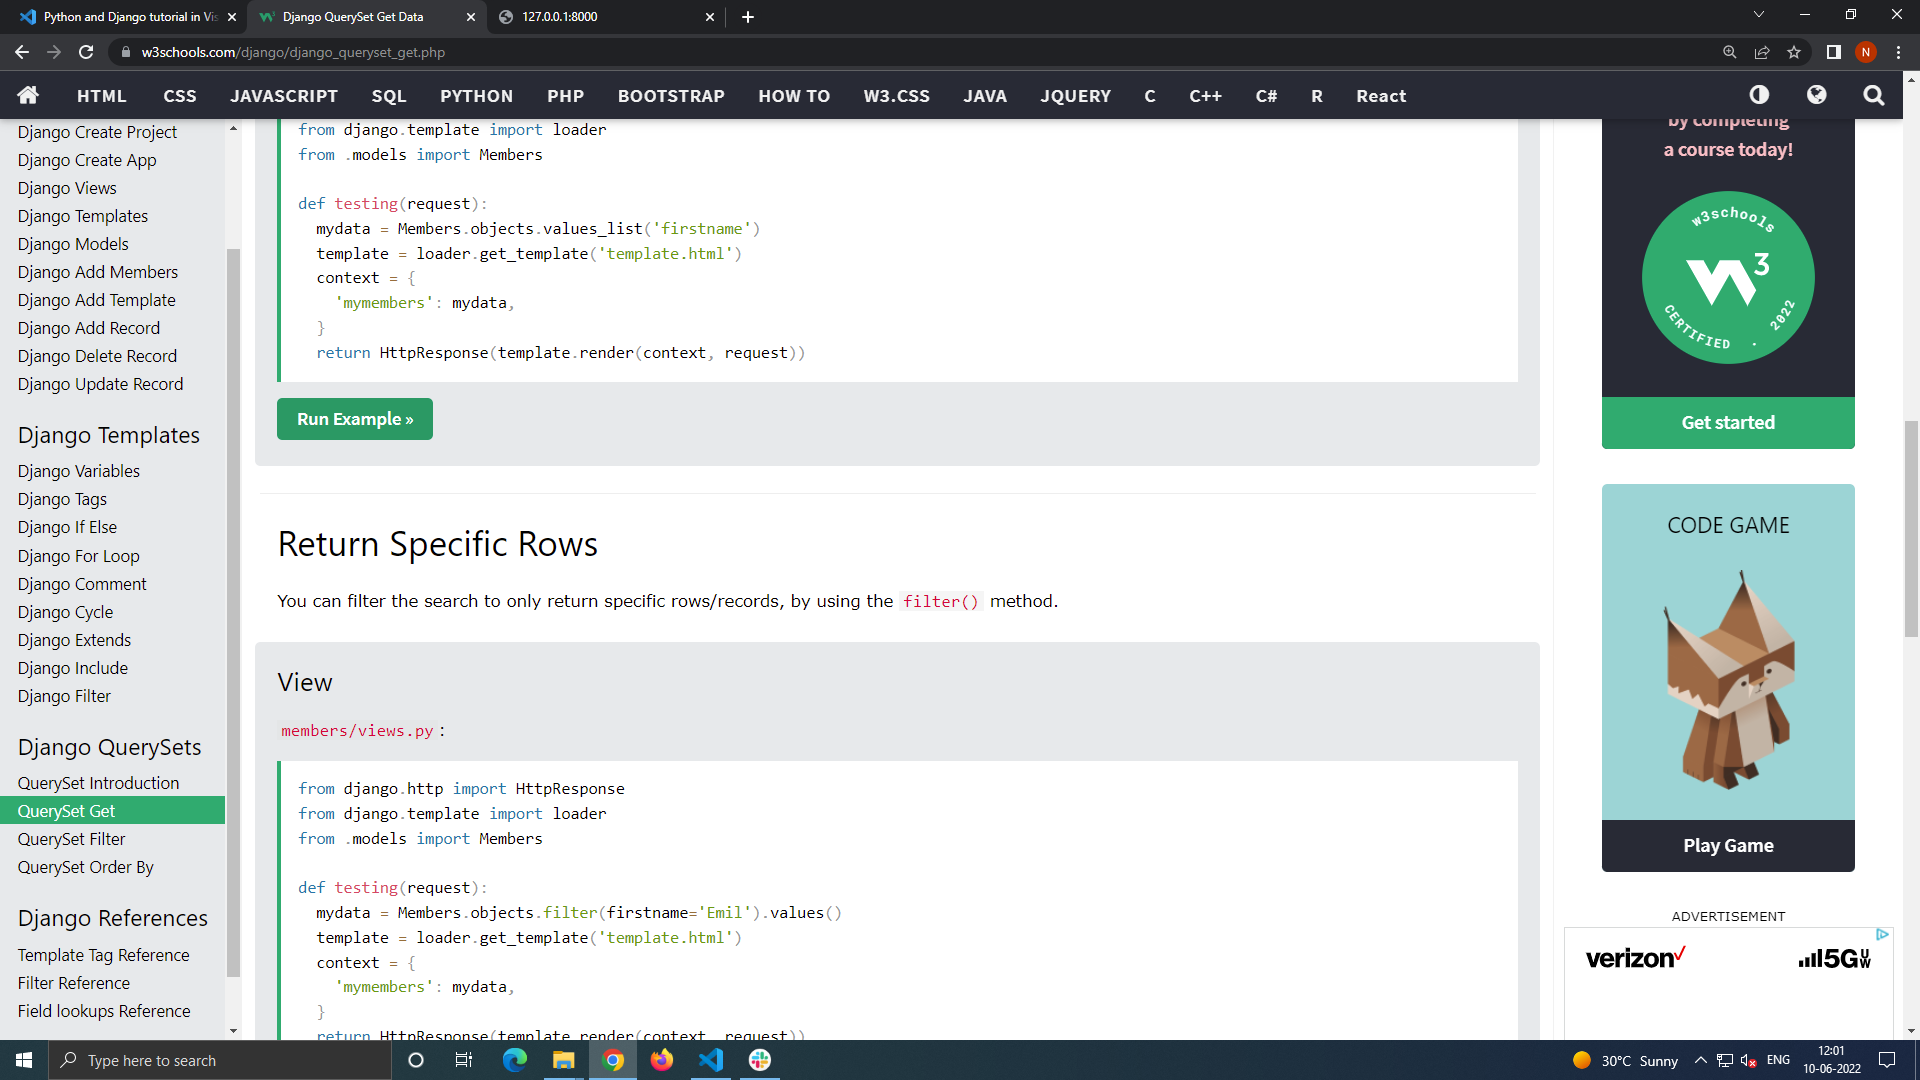 Python and Django tutorial in Vis
Django QuerySet Get Data
127.0.0.1:8000
w3schools.com/django/django_queryset_get.php
N
HTML CSS JAVASCRIPT SQL PYTHON PHP BOOTSTRAP HOW TO W3.CSS JAVA JQUERY C C++ C# R React
Django Create Project
Django Create App
Django Views
Django Templates
Django Models
Django Add Members
Django Add Template
Django Add Record
Django Delete Record
Django Update Record
Django Templates
Django Variables
Django Tags
Django If Else
Django For Loop
Django Comment
Django Cycle
Django Extends
Django Include
Django Filter
Django QuerySets
QuerySet Introduction
QuerySet Get
QuerySet Filter
QuerySet Order By
Django References
Template Tag Reference
Filter Reference
Field lookups Reference
from django.template import loader
from .models import Members
def testing(request):
mydata = Members.objects.values_list('firstname')
template = loader.get_template('template.html')
context = {
'mymembers': mydata,
}
return HttpResponse(template.render(context, request))
Run Example »
Return Specific Rows
You can filter the search to only return specific rows/records, by using the filter() method.
View
members/views.py:
from django.http import HttpResponse
from django.template import loader
from .models import Members
def testing(request):
mydata = Members.objects.filter(firstname='Emil').values()
template = loader.get_template('template.html')
context = {
'mymembers': mydata,
}
return HttpResponse(template.render(context, request))
by completing
a course today!
w3schools
W3
CERTIFIED . 2022
Get started
CODE GAME
Play Game
ADVERTISEMENT
verizon
5G UW
Type here to search
30°C Sunny
ENG
12:01
10-06-2022